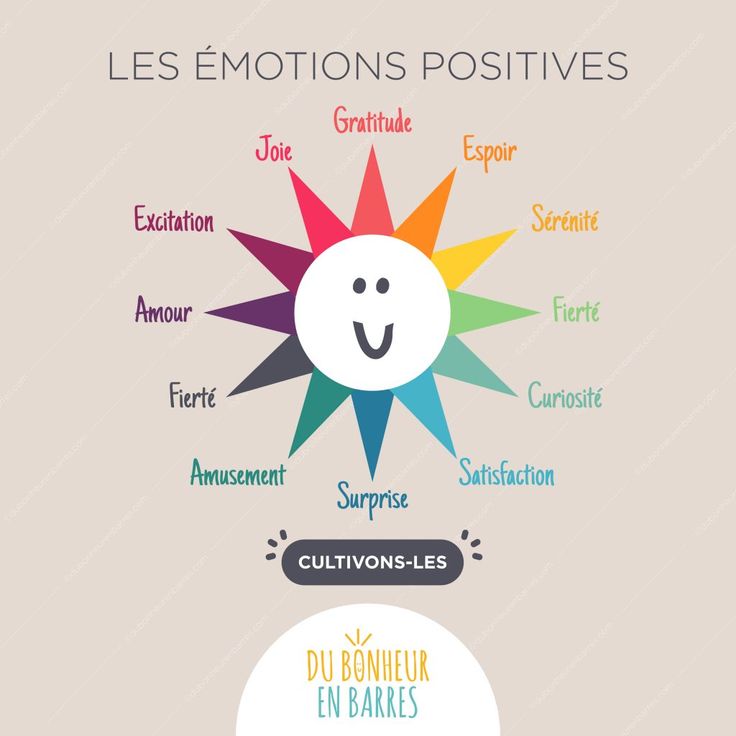 LES ÉMOTIONS POSITIVES
Gratitude
Joie
Espoir
Excitation
Sérénité
Amour
Fierté
Fierté
Curiosité
Amusement
Satisfaction
Surprise
CULTIVONS-LES
DU BONHEUR
EN BARRES